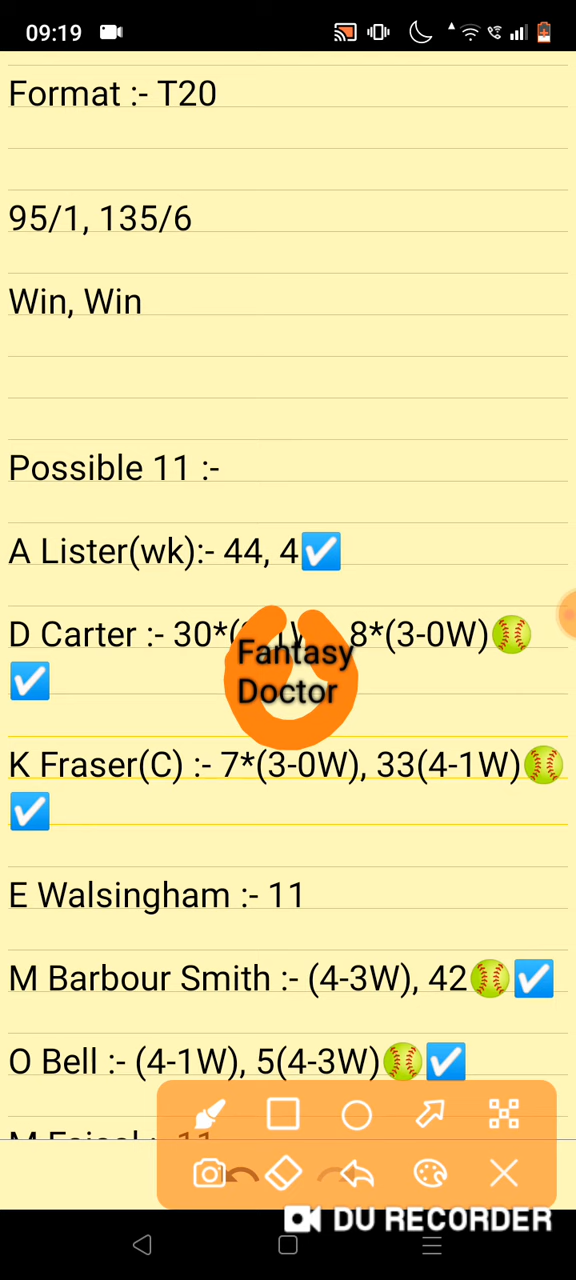 09:19
Format :- T20
95/1, 135/6
Win, Win
Possible 11 :-
A Lister(wk):- 44, 4☑️
D Carter :- 30*( 8*(3-0W)🥎
☑️
Fantasy
Doctor
K Fraser(C) :- 7*(3-0W), 33(4-1W)🥎
☑️
E Walsingham :- 11
M Barbour Smith :- (4-3W), 42🥎☑️
O Bell :- (4-1W), 5(4-3W)🥎☑️
DU RECORDER